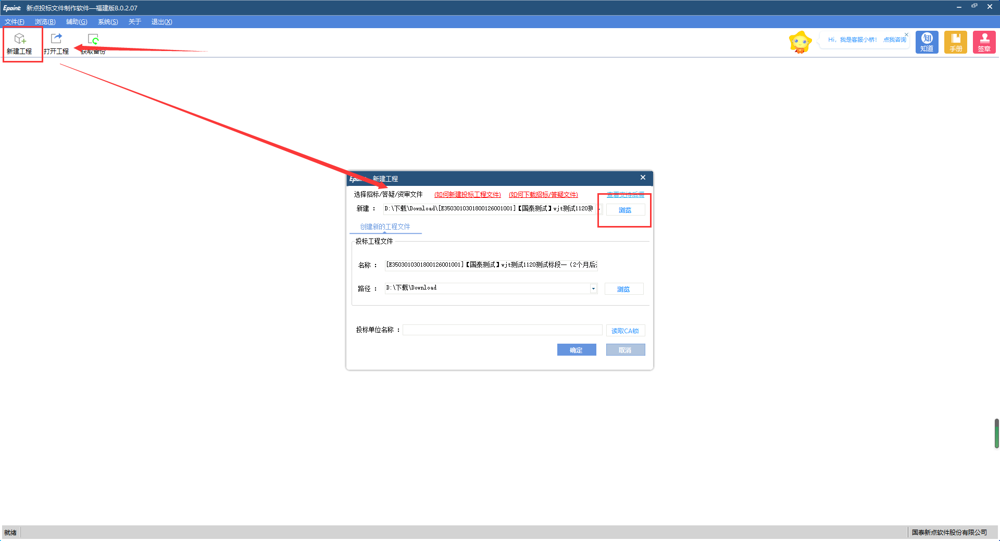 Epoint 新点投标文件制作软件—福建版8.0.2.07
文件(F) 浏览(B) 辅助(G) 系统(S) 关于 退出(X)
新建工程 打开工程 获取备份
Hi，我是客服小桥！ 点我咨询
知
知道 手册 签章
Epoint 新建工程
选择招标/答疑/资审文件 (如何新建投标工程文件) (如何下载招标/答疑文件) 查看支持后缀
新建 ： D:\下载\Download\[E3503010301800126001001]【国泰测试】wjt测试1120测 浏览
创建新的工程文件
投标工程文件
名称 ： [E3503010301800126001001]【国泰测试】wjt测试1120测试标段一（2个月后
路径 ： D:\下载\Download 浏览
投标单位名称 ： 读取CA锁
确定 取消
就绪 国泰新点软件股份有限公司